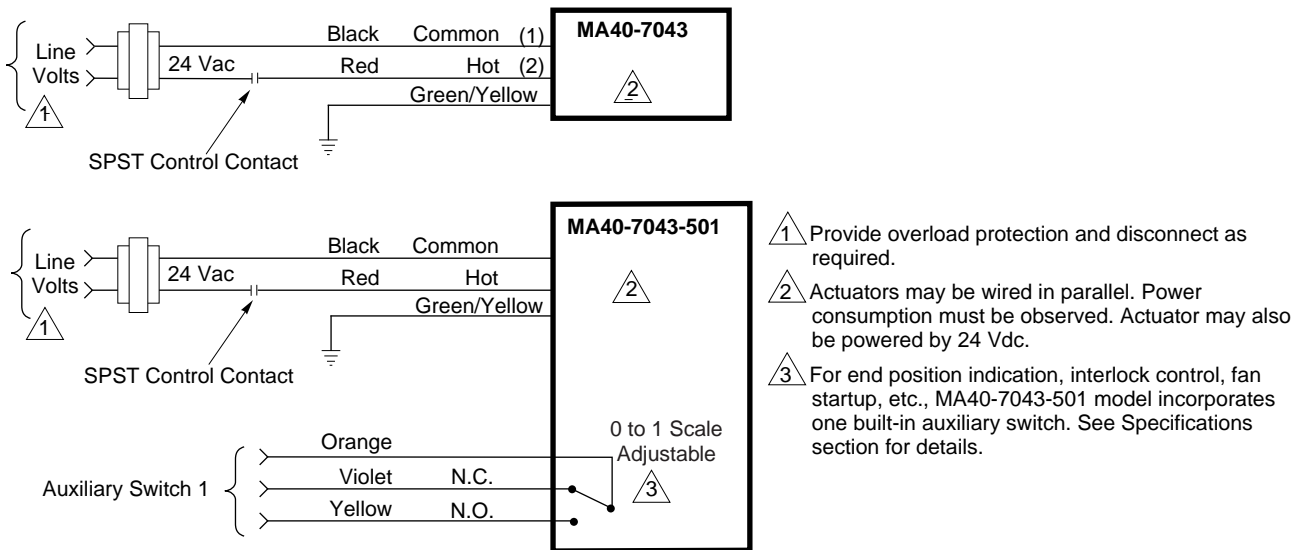 Line
Volts
1
24 Vac
Black Common (1)
Red Hot (2)
Green/Yellow
SPST Control Contact
MA40-7043
2
Line
Volts
1
24 Vac
Black Common
Red Hot
Green/Yellow
SPST Control Contact
MA40-7043-501
2
0 to 1 Scale
Adjustable
3
Auxiliary Switch 1
Orange
Violet N.C.
Yellow N.O.
1 Provide overload protection and disconnect as
required.
2 Actuators may be wired in parallel. Power
consumption must be observed. Actuator may also
be powered by 24 Vdc.
3 For end position indication, interlock control, fan
startup, etc., MA40-7043-501 model incorporates
one built-in auxiliary switch. See Specifications
section for details.